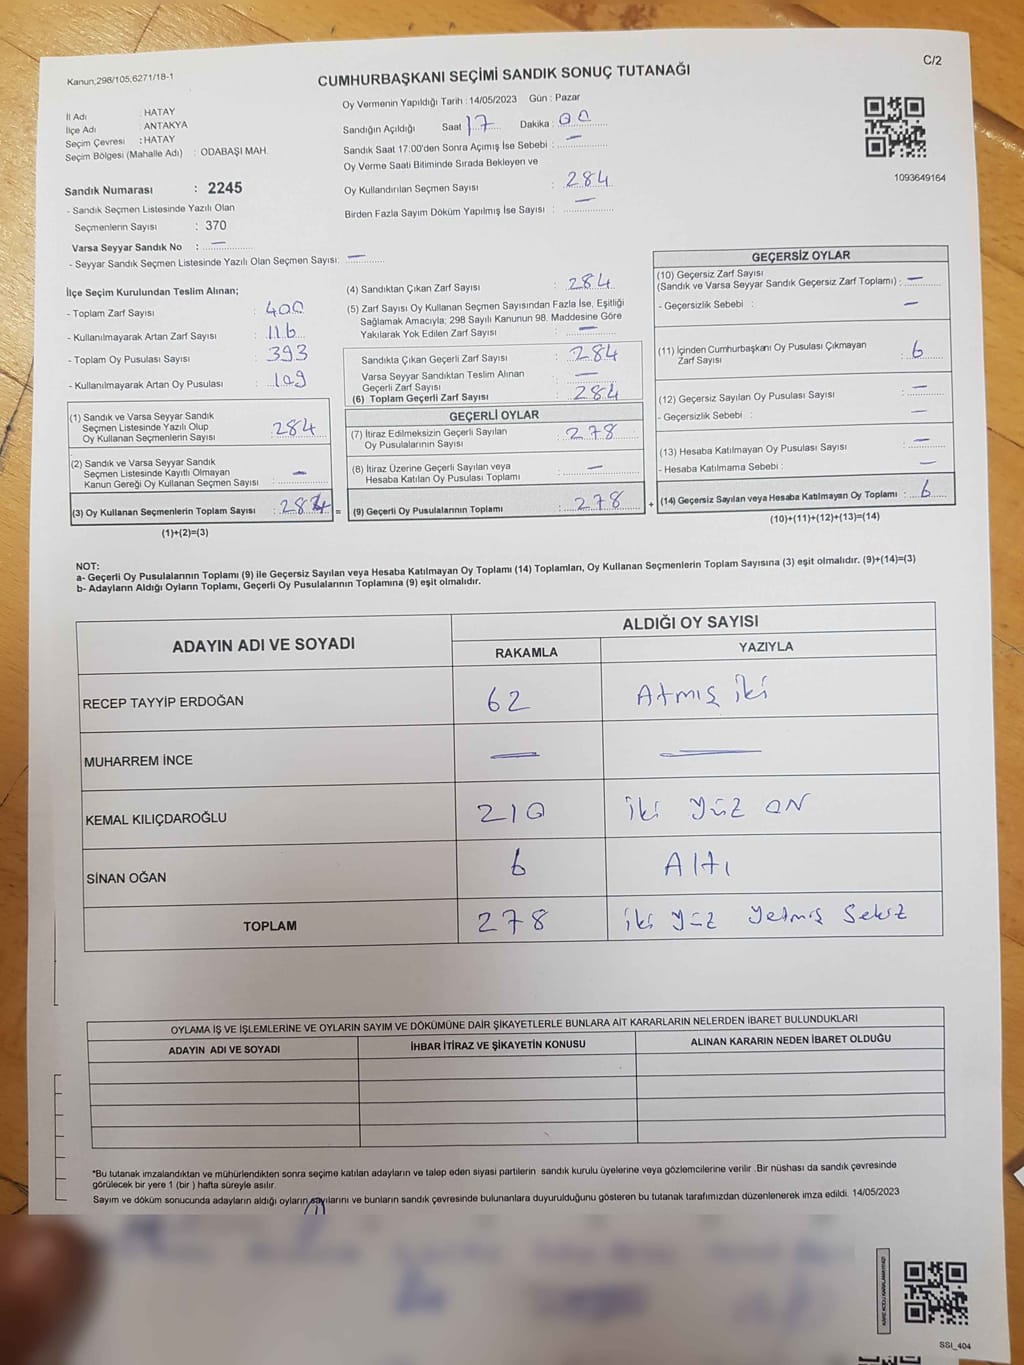 Kanun;298/105,6271/18-1
CUMHURBAŞKANI SEÇİMİ SANDIK SONUÇ TUTANAĞI
C/2
İl Adı : HATAY
İlçe Adı : ANTAKYA
Seçim Çevresi : HATAY
Seçim Bölgesi (Mahalle Adı) : ODABAŞI MAH.
Sandık Numarası : 2245
- Sandık Seçmen Listesinde Yazılı Olan
Seçmenlerin Sayısı : 370
Varsa Seyyar Sandık No : —
- Seyyar Sandık Seçmen Listesinde Yazılı Olan Seçmen Sayısı: —
Oy Vermenin Yapıldığı Tarih : 14/05/2023 Gün : Pazar
Sandığın Açıldığı Saat 17 Dakika : 00
Sandık Saat 17:00'den Sonra Açımış İse Sebebi : —
Oy Verme Saati Bitiminde Sırada Bekleyen ve
Oy Kullandırılan Seçmen Sayısı : 284
Birden Fazla Sayım Döküm Yapılmış İse Sayısı : —
1093649164
İlçe Seçim Kurulundan Teslim Alınan;
- Toplam Zarf Sayısı : 400
- Kullanılmayarak Artan Zarf Sayısı : 116
- Toplam Oy Pusulası Sayısı : 393
- Kullanılmayarak Artan Oy Pusulası : 109
(1) Sandık ve Varsa Seyyar Sandık
Seçmen Listesinde Yazılı Olup
Oy Kullanan Seçmenlerin Sayısı : 284
(2) Sandık ve Varsa Seyyar Sandık
Seçmen Listesinde Kayıtlı Olmayan
Kanun Gereği Oy Kullanan Seçmen Sayısı : —
(3) Oy Kullanan Seçmenlerin Toplam Sayısı : 284 =
(1)+(2)=(3)
(4) Sandıktan Çıkan Zarf Sayısı : 284
(5) Zarf Sayısı Oy Kullanan Seçmen Sayısından Fazla İse, Eşitliği
Sağlamak Amacıyla; 298 Sayılı Kanunun 98. Maddesine Göre
Yakılarak Yok Edilen Zarf Sayısı : —
Sandıkta Çıkan Geçerli Zarf Sayısı : 284
Varsa Seyyar Sandıktan Teslim Alınan
Geçerli Zarf Sayısı : —
(6) Toplam Geçerli Zarf Sayısı : 284
GEÇERLİ OYLAR
(7) İtiraz Edilmeksizin Geçerli Sayılan
Oy Pusulalarının Sayısı : 278
(8) İtiraz Üzerine Geçerli Sayılan veya
Hesaba Katılan Oy Pusulası Toplamı : —
(9) Geçerli Oy Pusulalarının Toplamı : 278 +
GEÇERSİZ OYLAR
(10) Geçersiz Zarf Sayısı
(Sandık ve Varsa Seyyar Sandık Geçersiz Zarf Toplamı) : —
- Geçersizlik Sebebi : —
(11) İçinden Cumhurbaşkanı Oy Pusulası Çıkmayan
Zarf Sayısı : 6
(12) Geçersiz Sayılan Oy Pusulası Sayısı : —
- Geçersizlik Sebebi : —
(13) Hesaba Katılmayan Oy Pusulası Sayısı : —
- Hesaba Katılmama Sebebi : —
(14) Geçersiz Sayılan veya Hesaba Katılmayan Oy Toplamı : 6
(10)+(11)+(12)+(13)=(14)
NOT:
a- Geçerli Oy Pusulalarının Toplamı (9) ile Geçersiz Sayılan veya Hesaba Katılmayan Oy Toplamı (14) Toplamları, Oy Kullanan Seçmenlerin Toplam Sayısına (3) eşit olmalıdır. (9)+(14)=(3)
b- Adayların Aldığı Oyların Toplamı, Geçerli Oy Pusulalarının Toplamına (9) eşit olmalıdır.
ADAYIN ADI VE SOYADI
ALDIĞI OY SAYISI
RAKAMLA YAZIYLA
RECEP TAYYİP ERDOĞAN 62 Atmış iki
MUHARREM İNCE — —
KEMAL KILIÇDAROĞLU 210 iki yüz ON
SİNAN OĞAN 6 Altı
TOPLAM 278 iki yüz Yetmiş Sekiz
OYLAMA İŞ VE İŞLEMLERİNE VE OYLARIN SAYIM VE DÖKÜMÜNE DAİR ŞİKAYETLERLE BUNLARA AİT KARARLARIN NELERDEN İBARET BULUNDUKLARI
ADAYIN ADI VE SOYADI İHBAR İTİRAZ VE ŞİKAYETİN KONUSU ALINAN KARARIN NEDEN İBARET OLDUĞU
*Bu tutanak imzalandıktan ve mühürlendikten sonra seçime katılan adayların ve talep eden siyasi partilerin sandık kurulu üyelerine veya gözlemcilerine verilir .Bir nüshası da sandık çevresinde
görülecek bir yere 1 (bir ) hafta süreyle asılır.
Sayım ve döküm sonucunda adayların aldığı oyların sayılarını ve bunların sandık çevresinde bulunanlara duyurulduğunu gösteren bu tutanak tarafımızdan düzenlenerek imza edildi. 14/05/2023
SSI_404